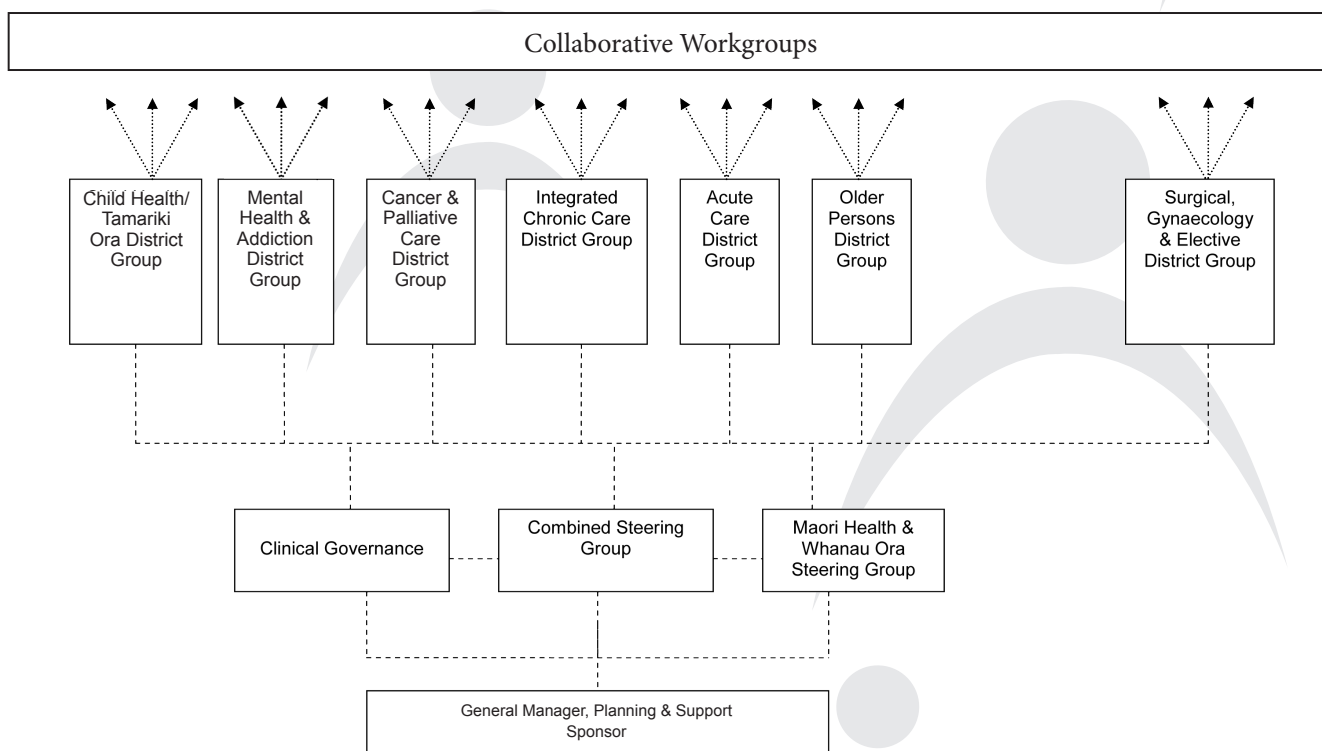 Collaborative Workgroups
Child Health/
Tamariki
Ora District
Group
Mental
Health &
Addiction
District
Group
Cancer &
Palliative
Care
District
Group
Integrated
Chronic Care
District Group
Acute
Care
District
Group
Older
Persons
District
Group
Surgical,
Gynaecology
& Elective
District Group
Clinical Governance
Combined Steering
Group
Maori Health &
Whanau Ora
Steering Group
General Manager, Planning & Support
Sponsor